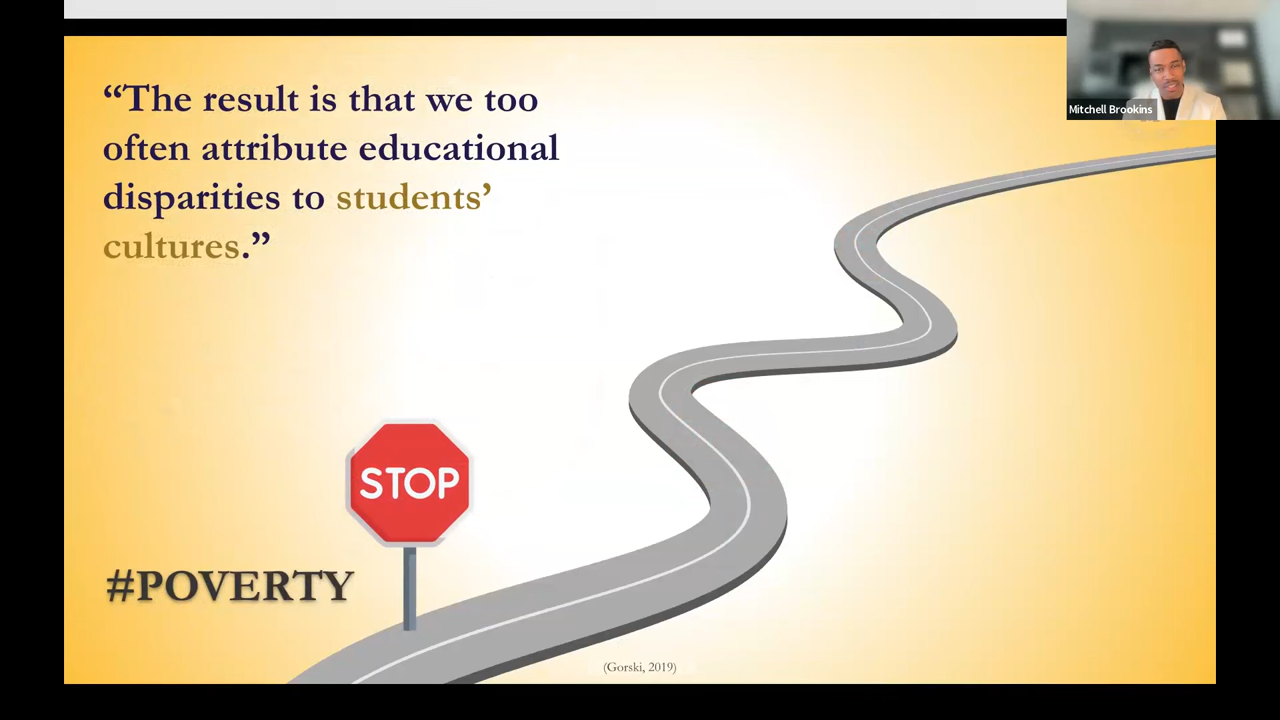 “The result is that we too
often attribute educational
disparities to students’
cultures.”
Mitchell Brookins
STOP
#POVERTY
(Gorski, 2019)